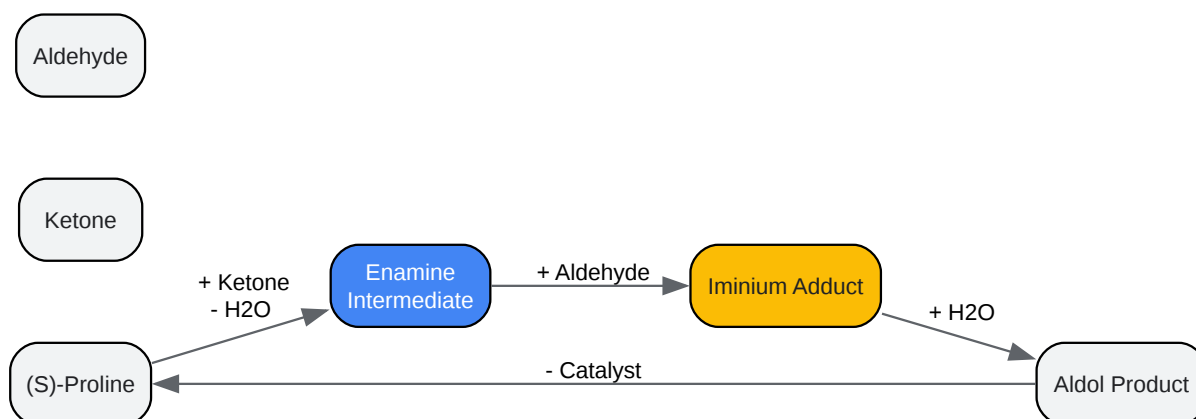 Aldehyde
Ketone
+ Ketone
- H2O
Enamine
Intermediate
+ Aldehyde
Iminium Adduct
+ H2O
(S)-Proline
- Catalyst
Aldol Product